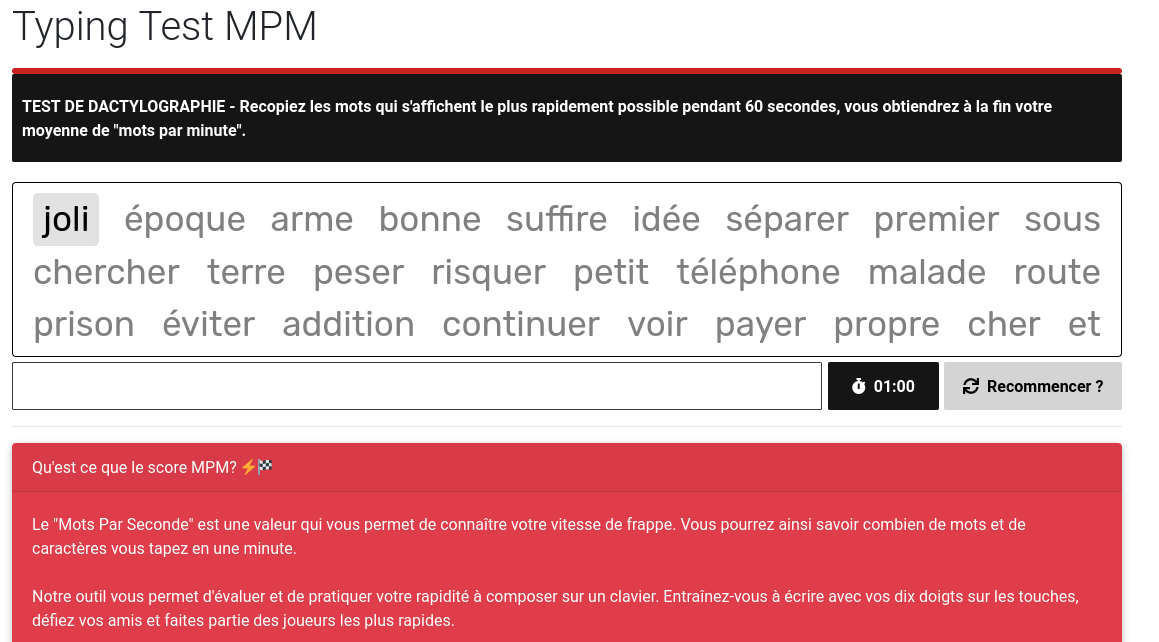 Typing Test MPM
TEST DE DACTYLOGRAPHIE - Recopiez les mots qui s'affichent le plus rapidement possible pendant 60 secondes, vous obtiendrez à la fin votre
moyenne de "mots par minute".
joli époque arme bonne suffire idée séparer premier sous
chercher terre peser risquer petit téléphone malade route
prison éviter addition continuer voir payer propre cher et
01:00 Recommencer ?
Qu'est ce que le score MPM? ⚡🏁
Le "Mots Par Seconde" est une valeur qui vous permet de connaître votre vitesse de frappe. Vous pourrez ainsi savoir combien de mots et de
caractères vous tapez en une minute.
Notre outil vous permet d'évaluer et de pratiquer votre rapidité à composer sur un clavier. Entraînez-vous à écrire avec vos dix doigts sur les touches,
défiez vos amis et faites partie des joueurs les plus rapides.